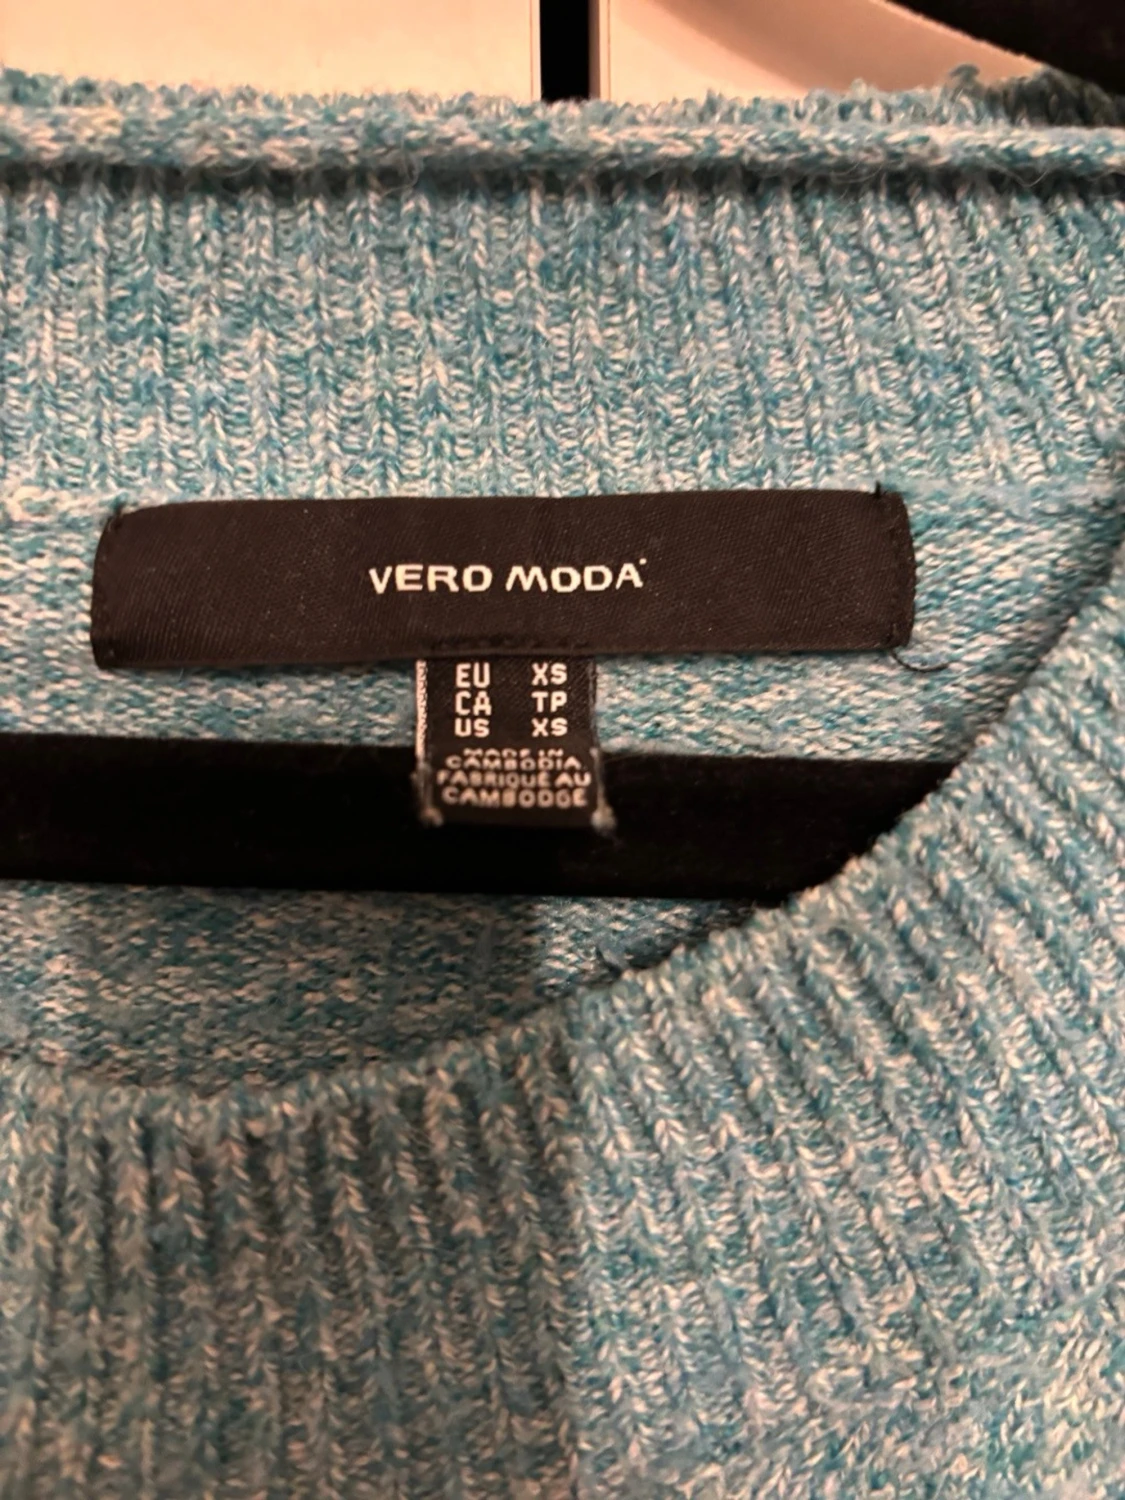 VERO MODA
EU XS
CA TP
US XS
MADE IN
CAMBODIA
FABRIQUÉ AU
CAMBODGE